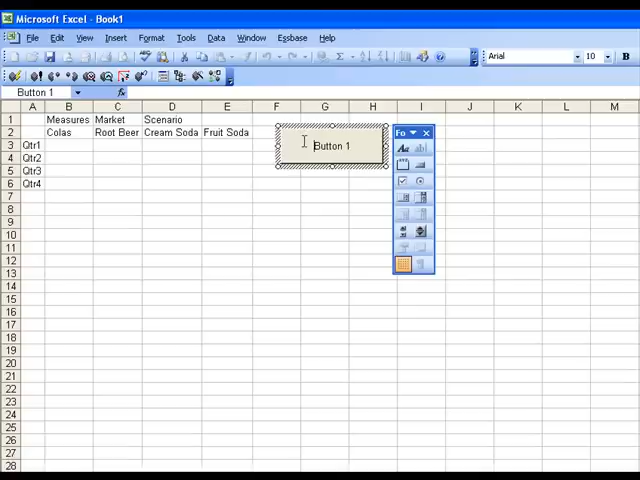 Microsoft Excel - Book1
File Edit View Insert Format Tools Data Window Essbase Help
Arial 10 B
Button 1 fx
A B C D E F G H I J K L M
1 Measures Market Scenario
2 Colas Root Beer Cream Soda Fruit Soda
3 Qtr1
4 Qtr2
5 Qtr3
6 Qtr4
7
8
9
10
11
12
13
14
15
16
17
18
19
20
21
22
23
24
25
26
27
28
Button 1
Fo
Aa ab